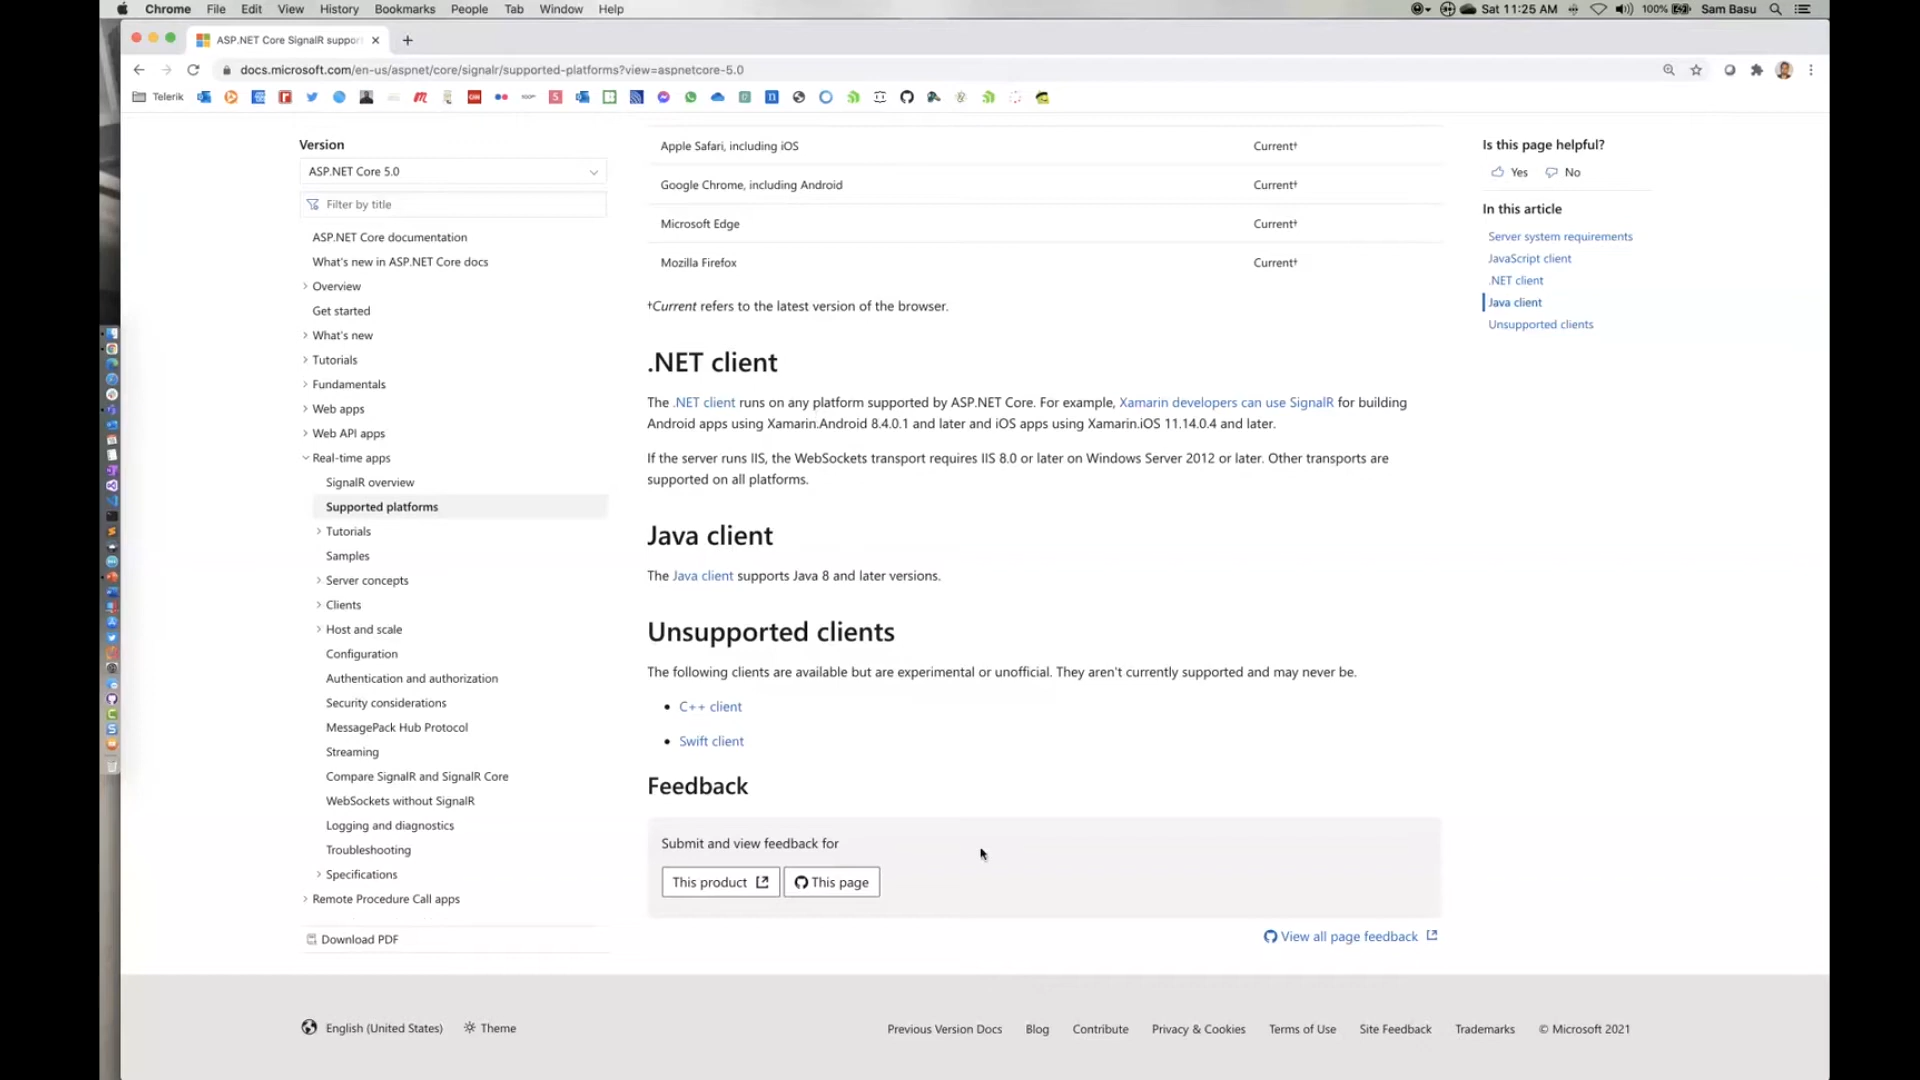 Chrome File Edit View History Bookmarks People Tab Window Help
Sat 11:25 AM 100% Sam Basu
ASP.NET Core SignalR suppor
docs.microsoft.com/en-us/aspnet/core/signalr/supported-platforms?view=aspnetcore-5.0
Telerik
Version
ASP.NET Core 5.0
Filter by title
ASP.NET Core documentation
What's new in ASP.NET Core docs
Overview
Get started
What's new
Tutorials
Fundamentals
Web apps
Web API apps
Real-time apps
SignalR overview
Supported platforms
Tutorials
Samples
Server concepts
Clients
Host and scale
Configuration
Authentication and authorization
Security considerations
MessagePack Hub Protocol
Streaming
Compare SignalR and SignalR Core
WebSockets without SignalR
Logging and diagnostics
Troubleshooting
Specifications
Remote Procedure Call apps
Download PDF
Apple Safari, including iOS Current†
Google Chrome, including Android Current†
Microsoft Edge Current†
Mozilla Firefox Current†
†Current refers to the latest version of the browser.
.NET client
The .NET client runs on any platform supported by ASP.NET Core. For example, Xamarin developers can use SignalR for building
Android apps using Xamarin.Android 8.4.0.1 and later and iOS apps using Xamarin.iOS 11.14.0.4 and later.
If the server runs IIS, the WebSockets transport requires IIS 8.0 or later on Windows Server 2012 or later. Other transports are
supported on all platforms.
Java client
The Java client supports Java 8 and later versions.
Unsupported clients
The following clients are available but are experimental or unofficial. They aren't currently supported and may never be.
• C++ client
• Swift client
Feedback
Submit and view feedback for
This product This page
View all page feedback
Is this page helpful?
Yes No
In this article
Server system requirements
JavaScript client
.NET client
Java client
Unsupported clients
English (United States) Theme
Previous Version Docs Blog Contribute Privacy & Cookies Terms of Use Site Feedback Trademarks © Microsoft 2021